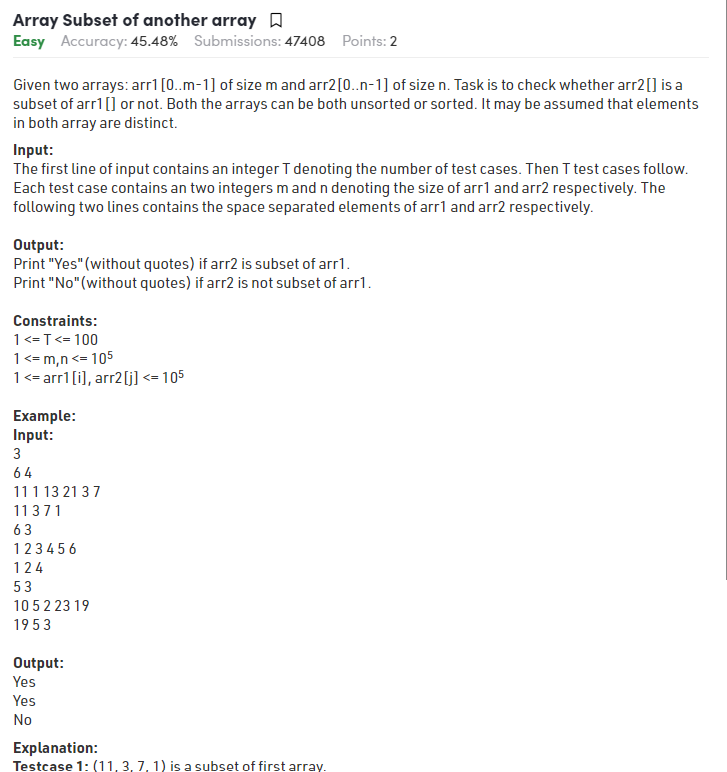 Array Subset of another array
Easy Accuracy: 45.48% Submissions: 47408 Points: 2
Given two arrays: arr1[0..m-1] of size m and arr2[0..n-1] of size n. Task is to check whether arr2[] is a
subset of arr1[] or not. Both the arrays can be both unsorted or sorted. It may be assumed that elements
in both array are distinct.
Input:
The first line of input contains an integer T denoting the number of test cases. Then T test cases follow.
Each test case contains an two integers m and n denoting the size of arr1 and arr2 respectively. The
following two lines contains the space separated elements of arr1 and arr2 respectively.
Output:
Print "Yes"(without quotes) if arr2 is subset of arr1.
Print "No"(without quotes) if arr2 is not subset of arr1.
Constraints:
1 <= T <= 100
1 <= m,n <= 10⁵
1 <= arr1[i], arr2[j] <= 10⁵
Example:
Input:
3
6 4
11 1 13 21 3 7
11 3 7 1
6 3
1 2 3 4 5 6
1 2 4
5 3
10 5 2 23 19
19 5 3
Output:
Yes
Yes
No
Explanation:
Testcase 1: (11, 3, 7, 1) is a subset of first array.